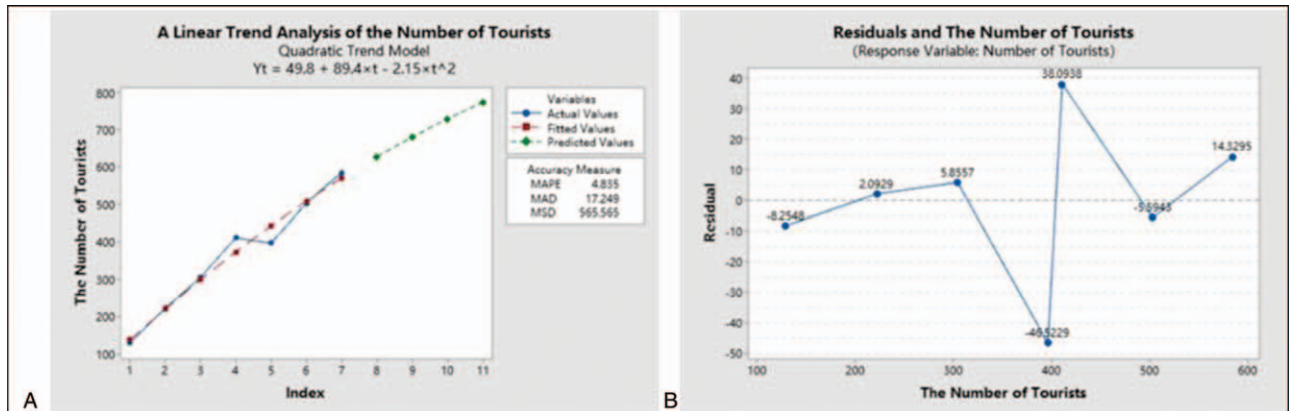 A Linear Trend Analysis of the Number of Tourists
Quadratic Trend Model
Yt = 49.8 + 89.4×t - 2.15×t^2
The Number of Tourists
800
700
600
500
400
300
200
100
1 2 3 4 5 6 7 8 9 10 11
Index
Variables
Actual Values
Fitted Values
Predicted Values
Accuracy Measure
MAPE 4.835
MAD 17.249
MSD 565.565
A
Residuals and The Number of Tourists
(Response Variable: Number of Tourists)
Residual
40
30
20
10
0
-10
-20
-30
-40
-50
-8.2548
2.0929
5.8557
38.0938
14.3295
100 200 300 400 500 600
The Number of Tourists
B